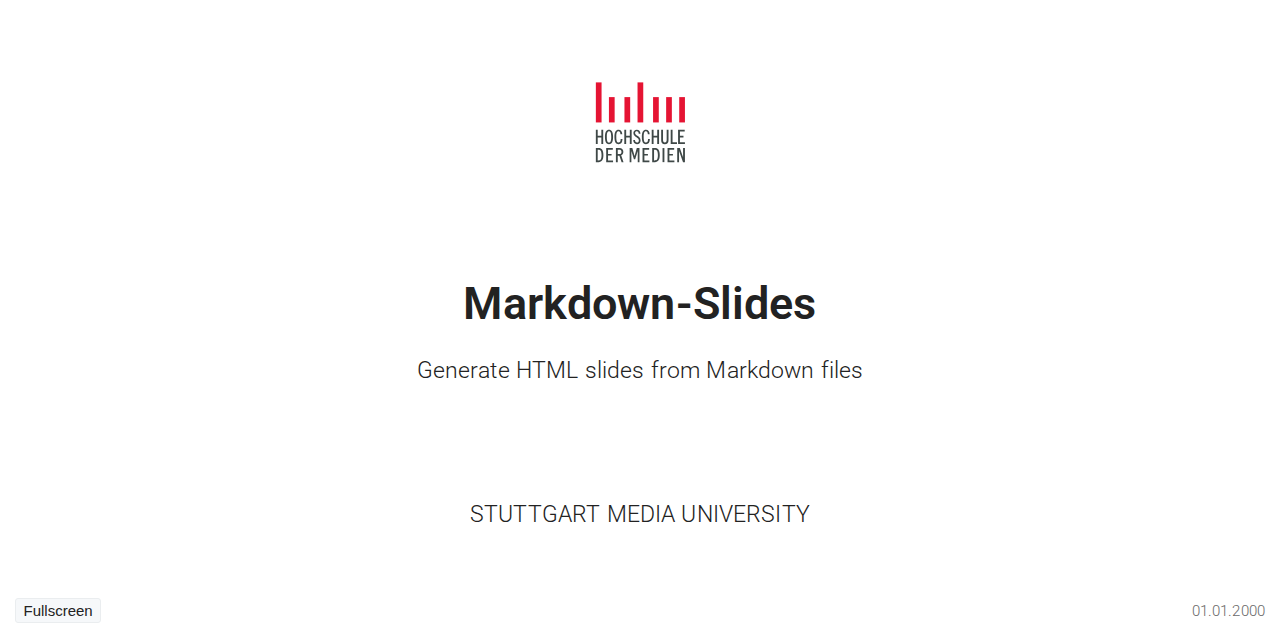 HOCHSCHULE
DER MEDIEN
Markdown-Slides
Generate HTML slides from Markdown files
STUTTGART MEDIA UNIVERSITY
Fullscreen
01.01.2000